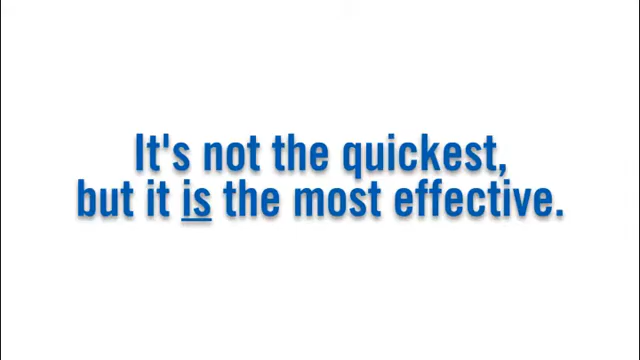 It's not the quickest,
but it is the most effective.